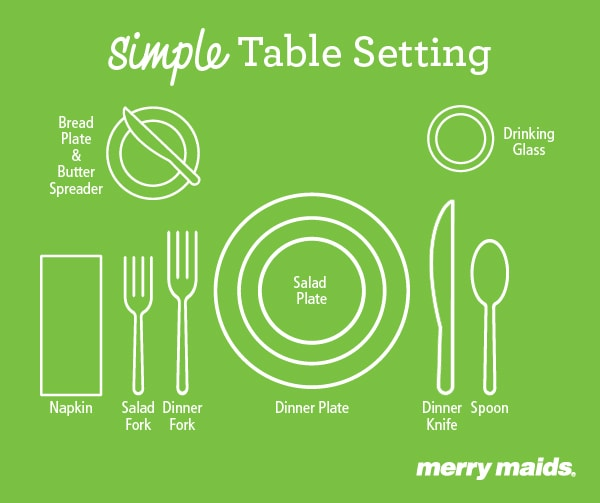 simple Table Setting
Bread
Plate
&
Butter
Spreader
Drinking
Glass
Salad
Plate
Napkin
Salad
Fork
Dinner
Fork
Dinner Plate
Dinner
Knife
Spoon
merry maids®